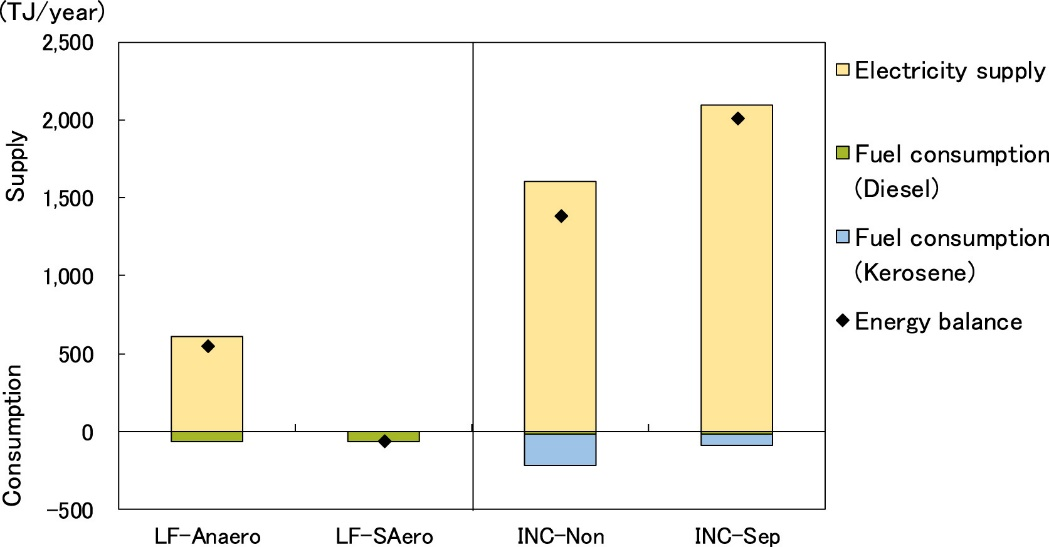 (TJ/year)
2,500
2,000
1,500
1,000
500
0
-500
Supply
Consumption
LF-Anaero
LF-SAero
INC-Non
INC-Sep
Electricity supply
Fuel consumption
(Diesel)
Fuel consumption
(Kerosene)
Energy balance